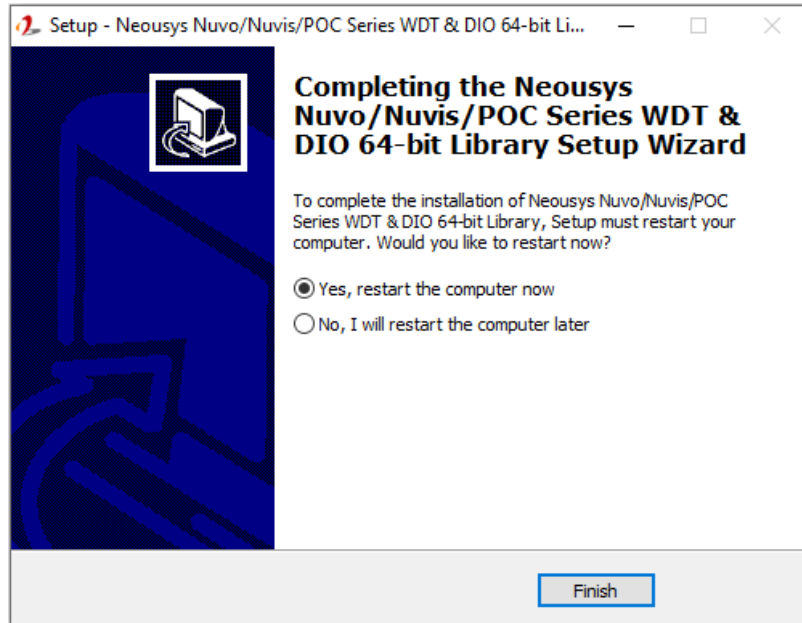 Setup - Neousys Nuvo/Nuvis/POC Series WDT & DIO 64-bit Li...
Completing the Neousys
Nuvo/Nuvis/POC Series WDT &
DIO 64-bit Library Setup Wizard
To complete the installation of Neousys Nuvo/Nuvis/POC
Series WDT & DIO 64-bit Library, Setup must restart your
computer. Would you like to restart now?
Yes, restart the computer now
No, I will restart the computer later
Finish